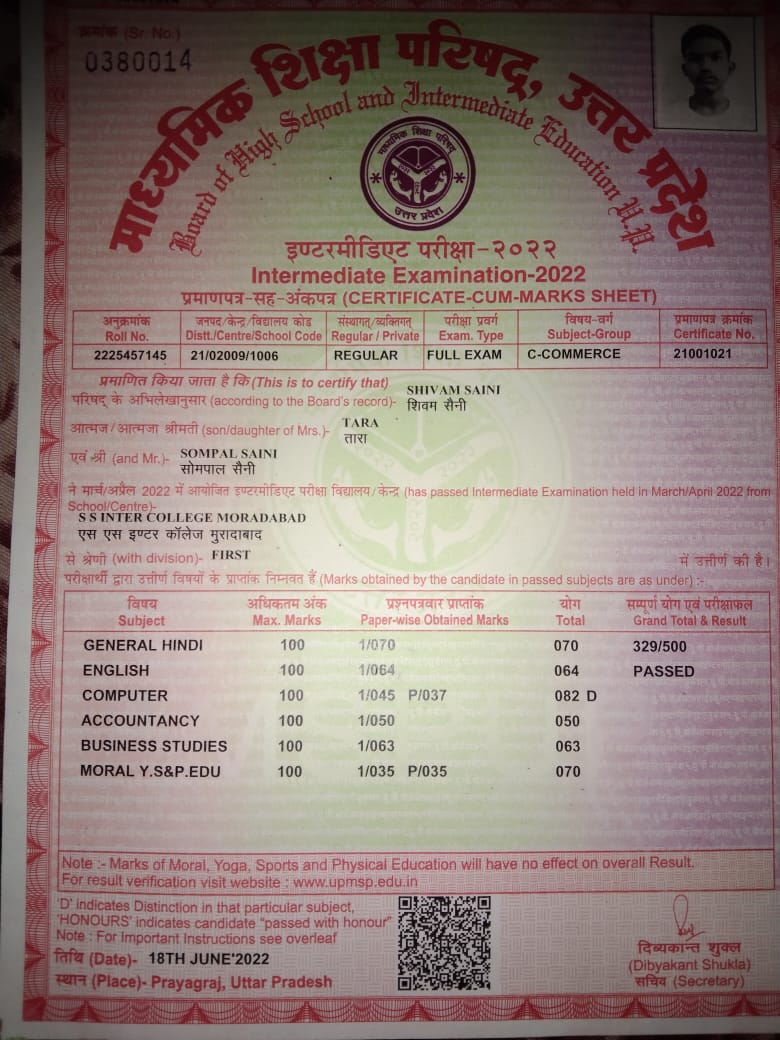 क्रमांक (Sr. No.)
0380014
माध्यमिक शिक्षा परिषद्, उत्तर प्रदेश
Board of High School and Intermediate Education U.P.
माध्यमिक शिक्षा परिषद्
उत्तर प्रदेश
इण्टरमीडिएट परीक्षा-२०२२
Intermediate Examination-2022
प्रमाणपत्र-सह-अंकपत्र (CERTIFICATE-CUM-MARKS SHEET)
अनुक्रमांक जनपद/केन्द्र/विद्यालय कोड संस्थागत/व्यक्तिगत परीक्षा प्रवर्ग विषय-वर्ग प्रमाणपत्र क्रमांक
Roll No. Distt./Centre/School Code Regular / Private Exam. Type Subject-Group Certificate No.
2225457145 21/02009/1006 REGULAR FULL EXAM C-COMMERCE 21001021
प्रमाणित किया जाता है कि (This is to certify that)
परिषद् के अभिलेखानुसार (according to the Board's record)- SHIVAM SAINI
शिवम सैनी
आत्मज/आत्मजा श्रीमती (son/daughter of Mrs.)- TARA
तारा
एवं श्री (and Mr.)- SOMPAL SAINI
सोमपाल सैनी
ने मार्च/अप्रैल 2022 में आयोजित इण्टरमीडिएट परीक्षा विद्यालय/केन्द्र (has passed Intermediate Examination held in March/April 2022 from
School/Centre)-
S S INTER COLLEGE MORADABAD
एस एस इण्टर कॉलेज मुरादाबाद
से श्रेणी (with division)- FIRST में उत्तीर्ण की है।
परीक्षार्थी द्वारा उत्तीर्ण विषयों के प्राप्तांक निम्नवत हैं (Marks obtained by the candidate in passed subjects are as under) :-
विषय अधिकतम अंक प्रश्नपत्रवार प्राप्तांक योग सम्पूर्ण योग एवं परीक्षाफल
Subject Max. Marks Paper-wise Obtained Marks Total Grand Total & Result
GENERAL HINDI 100 1/070 070 329/500
ENGLISH 100 1/064 064 PASSED
COMPUTER 100 1/045 P/037 082 D
ACCOUNTANCY 100 1/050 050
BUSINESS STUDIES 100 1/063 063
MORAL Y.S&P.EDU 100 1/035 P/035 070
Note :- Marks of Moral, Yoga, Sports and Physical Education will have no effect on overall Result.
For result verification visit website : www.upmsp.edu.in
'D' indicates Distinction in that particular subject,
'HONOURS' indicates candidate "passed with honour"
Note : For Important Instructions see overleaf
तिथि (Date)- 18TH JUNE'2022
स्थान (Place)- Prayagraj, Uttar Pradesh
दिव्यकान्त शुक्ल
(Dibyakant Shukla)
सचिव (Secretary)